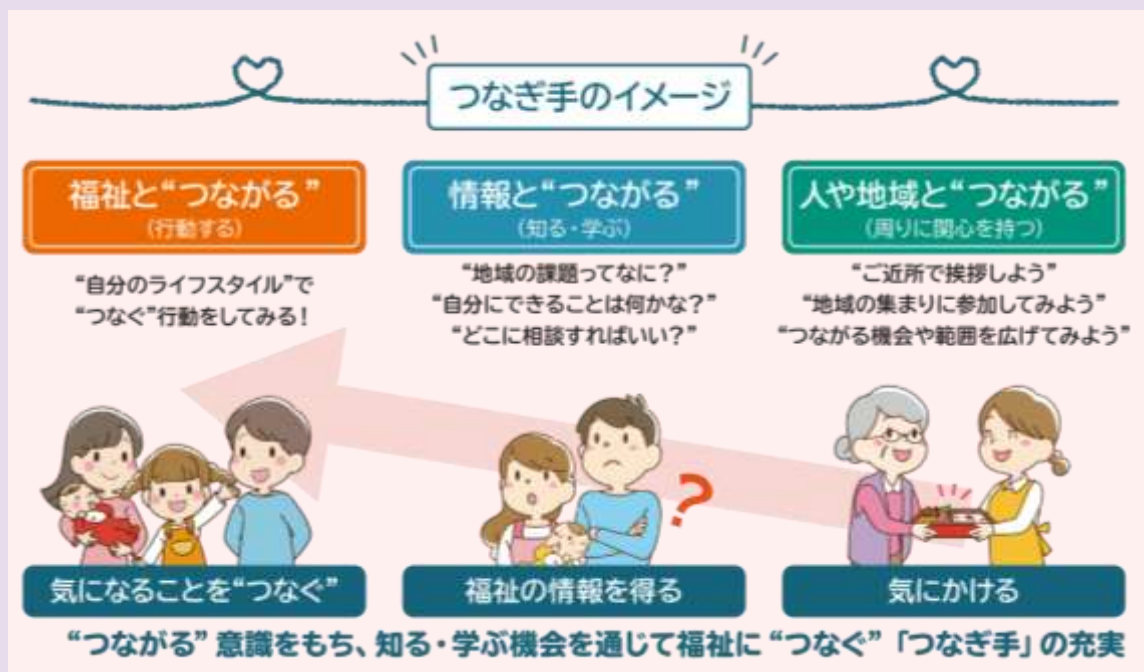 つなぎ手のイメージ
福祉と“つながる”
(行動する)
“自分のライフスタイル”で
“つなぐ”行動をしてみる！
気になることを“つなぐ”
情報と“つながる”
(知る・学ぶ)
“地域の課題ってなに？”
“自分にできることは何かな？”
“どこに相談すればいい？”
?
福祉の情報を得る
人や地域と“つながる”
(周りに関心を持つ)
“ご近所で挨拶しよう”
“地域の集まりに参加してみよう”
“つながる機会や範囲を広げてみよう”
気にかける
“つながる” 意識をもち、知る・学ぶ機会を通じて福祉に “つなぐ” 「つなぎ手」の充実